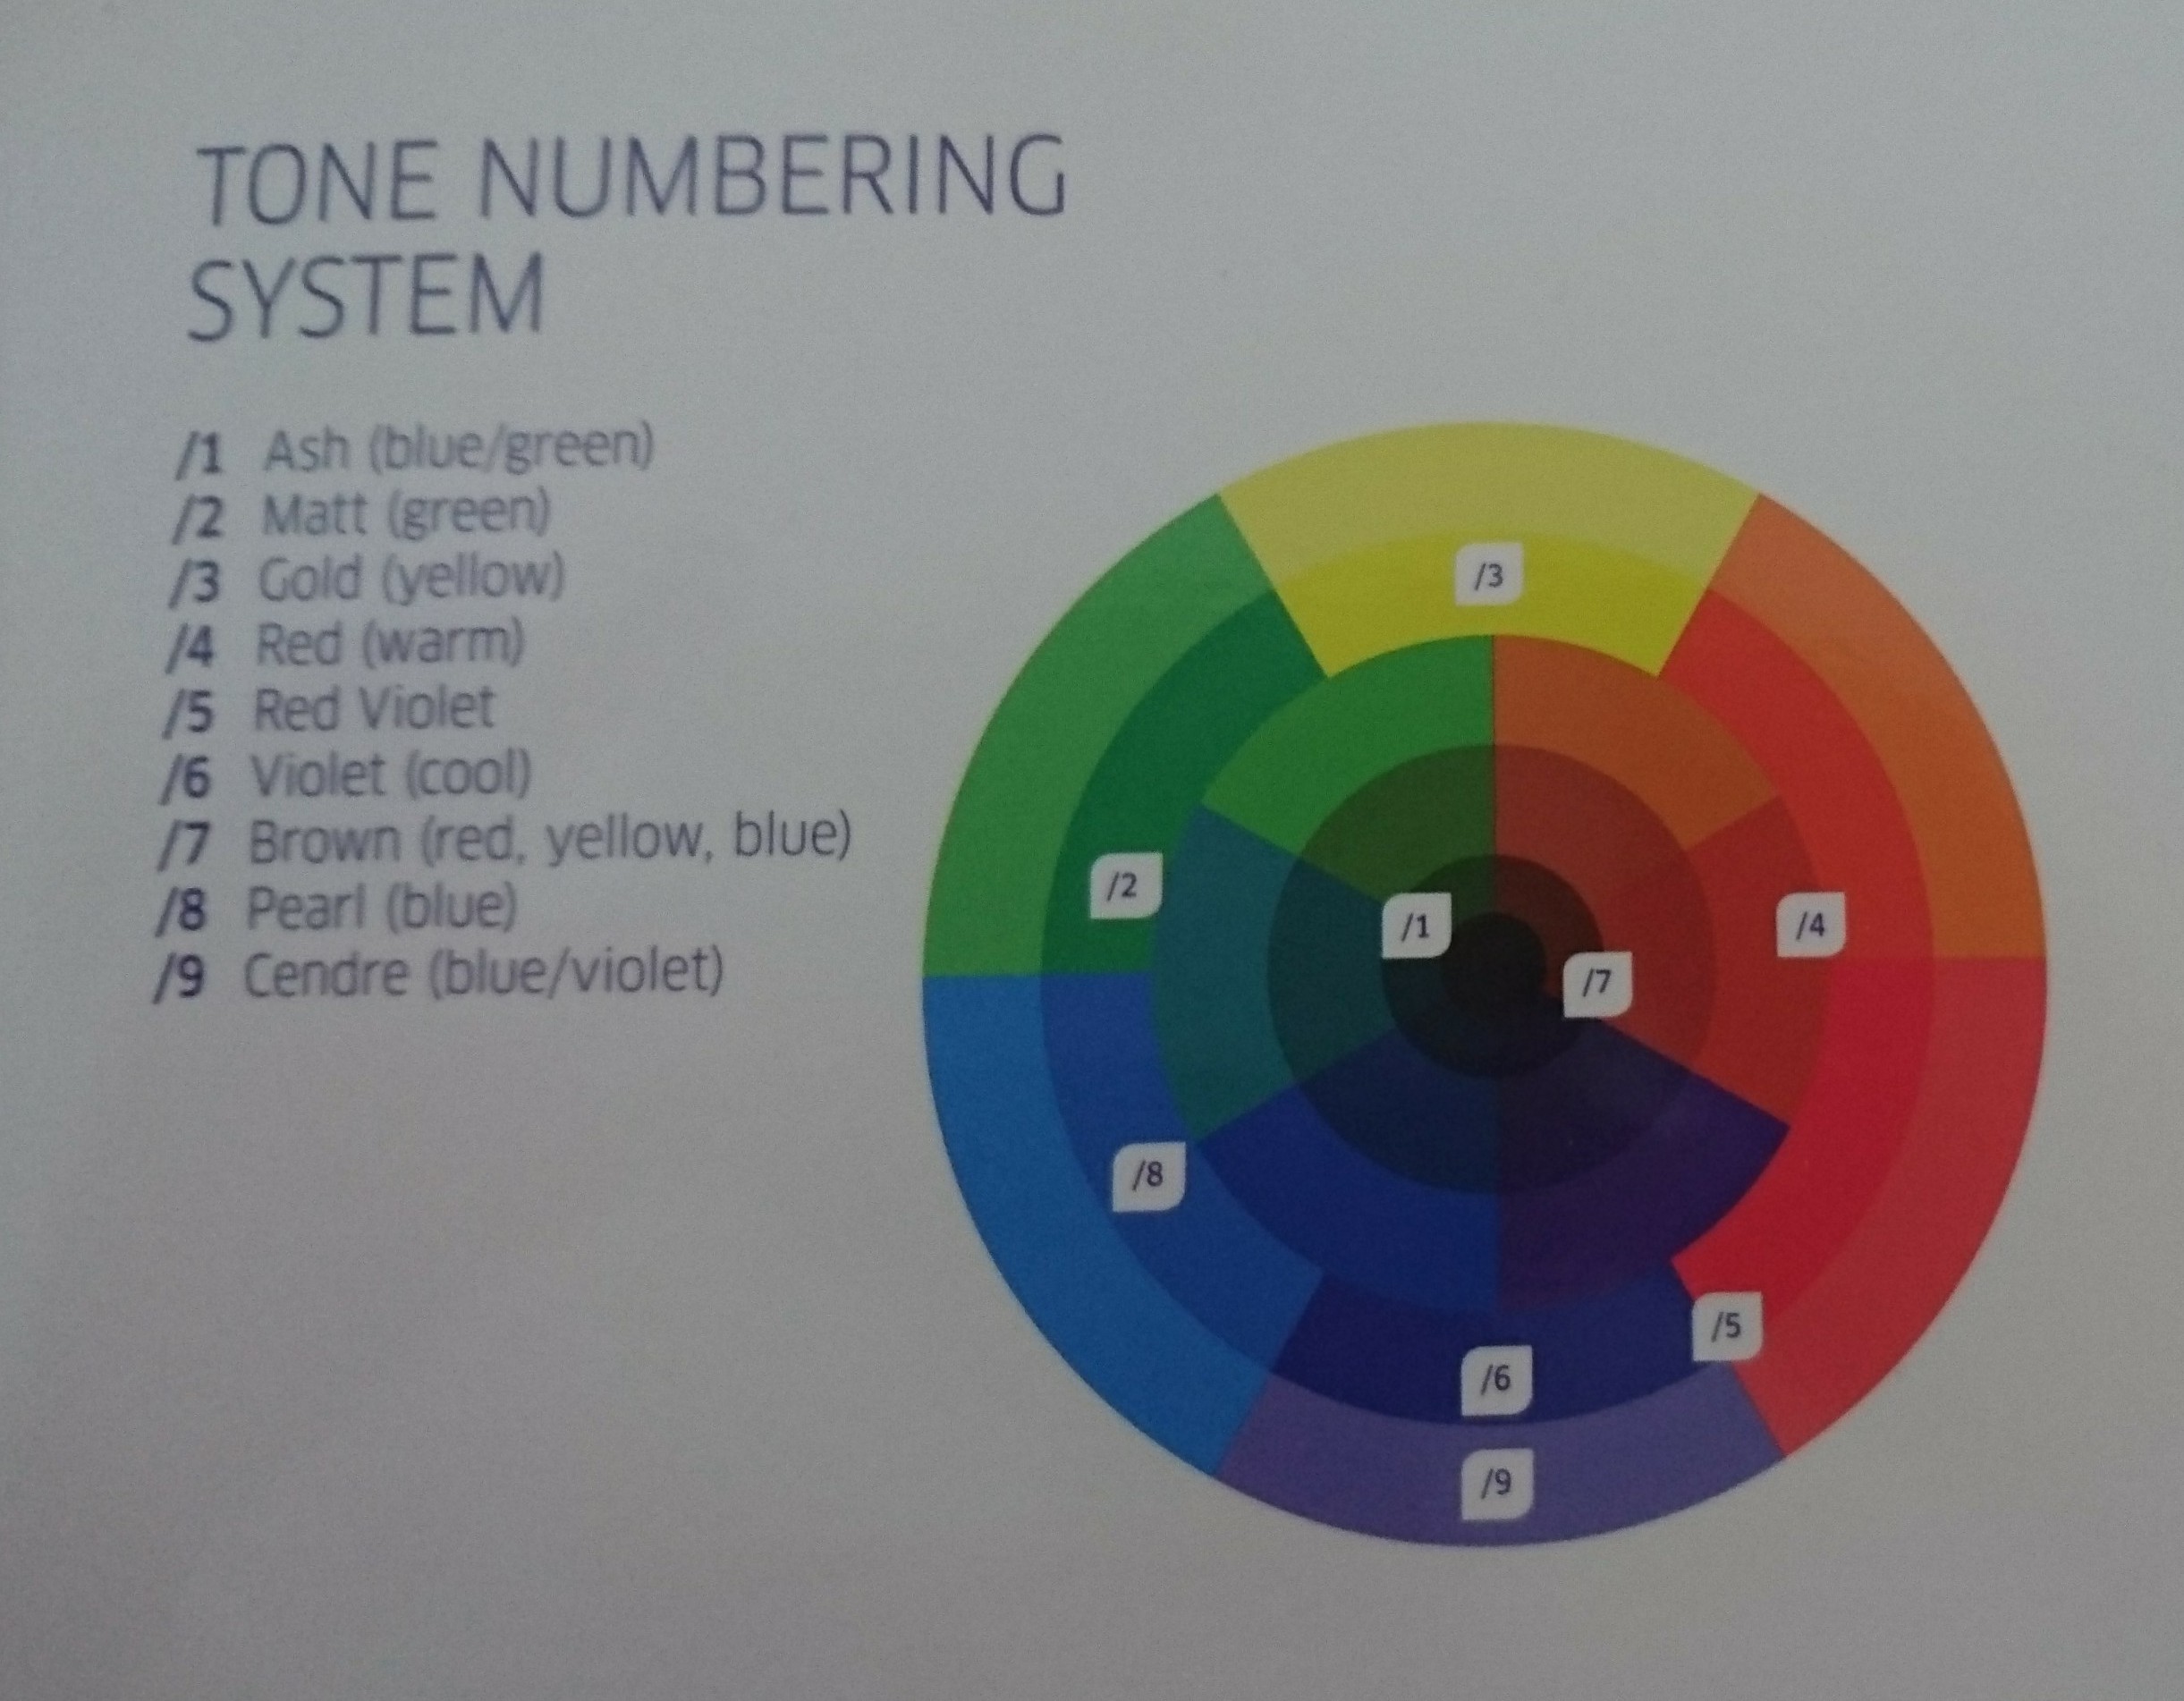 TONE NUMBERING
SYSTEM
/1 Ash (blue/green)
/2 Matt (green)
/3 Gold (yellow)
/4 Red (warm)
/5 Red Violet
/6 Violet (cool)
/7 Brown (red, yellow, blue)
/8 Pearl (blue)
/9 Cendre (blue/violet)
/3
/2
/1
/4
/7
/8
/5
/6
/9